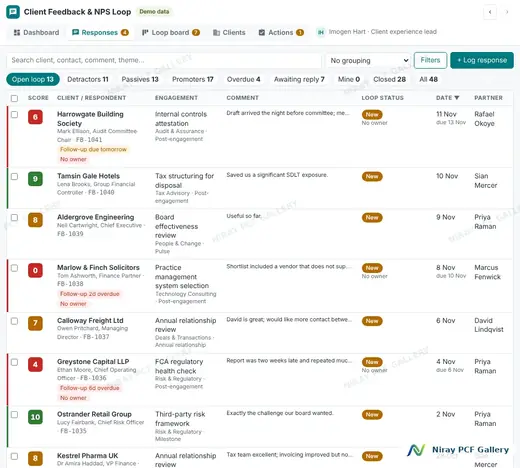 Client Feedback & NPS Loop Demo data
Dashboard Responses 4 Loop board 7 Clients Actions 1 IH Imogen Hart · Client experience lead
Search client, comment, theme... No grouping Filters + Log response
Open loop 13 Detractors 11 Passives 13 Promoters 17 Overdue 4 Awaiting reply 7 Mine 0 Closed 28 All 48
SCORE CLIENT / RESPONDENT ENGAGEMENT COMMENT LOOP STATUS DATE ▼ PARTNER
6 Harrowgate Building Society
Mark Ellison, Audit Committee Chair · FB-1041
Follow-up due tomorrow
No owner
Internal controls attestation
Audit & Assurance · Post-engagement
Draft arrived the night before committee; me...
New
No owner
11 Nov
due 13 Nov
Rafael Okoye
9 Tamsin Gale Hotels
Lena Brooks, Group Financial Controller · FB-1040
Tax structuring for disposal
Tax Advisory · Post-engagement
Saved us a significant SDLT exposure.
New
10 Nov
Sian Mercer
8 Aldergrove Engineering
Neil Cartwright, Chief Executive · FB-1039
Board effectiveness review
People & Change · Pulse
Useful so far.
New
9 Nov
Priya Raman
0 Marlow & Finch Solicitors
Tom Ashworth, Finance Partner · FB-1038
Follow-up 2d overdue
No owner
Practice management system selection
Technology Consulting · Post-engagement
Shortlist included a vendor that does not sup...
New
No owner
8 Nov
due 10 Nov
Marcus Fenwick
7 Calloway Freight Ltd
Owen Pritchard, Managing Director · FB-1037
Annual relationship review
Deals & Transactions · Annual relationship
David is great; would like more contact betwe...
New
6 Nov
David Lindqvist
4 Greystone Capital LLP
Ethan Moore, Chief Operating Officer · FB-1036
Follow-up 6d overdue
No owner
FCA regulatory health check
Risk & Regulatory · Post-engagement
Report was two weeks late and repeated muc...
New
No owner
4 Nov
due 6 Nov
Priya Raman
10 Ostrander Retail Group
Lucy Fairbank, Chief Risk Officer · FB-1035
Third-party risk framework
Risk & Regulatory · Milestone
Exactly the challenge our board wanted.
New
2 Nov
Priya Raman
8 Kestrel Pharma UK
Dr Amira Haddad, VP Finance ·
Annual relationship review
Tax team excellent; invoicing improved but no...
New
Niray PCF Gallery